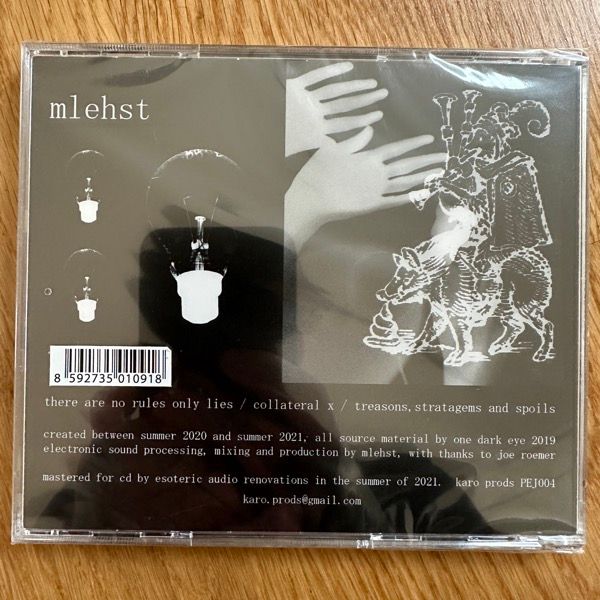 mlehst
8 592735 010918
there are no rules only lies / collateral x / treasons, stratagems and spoils
created between summer 2020 and summer 2021, all source material by one dark eye 2019
electronic sound processing, mixing and production by mlehst, with thanks to joe roemer
mastered for cd by esoteric audio renovations in the summer of 2021. karo prods PEJ004
karo.prods@gmail.com